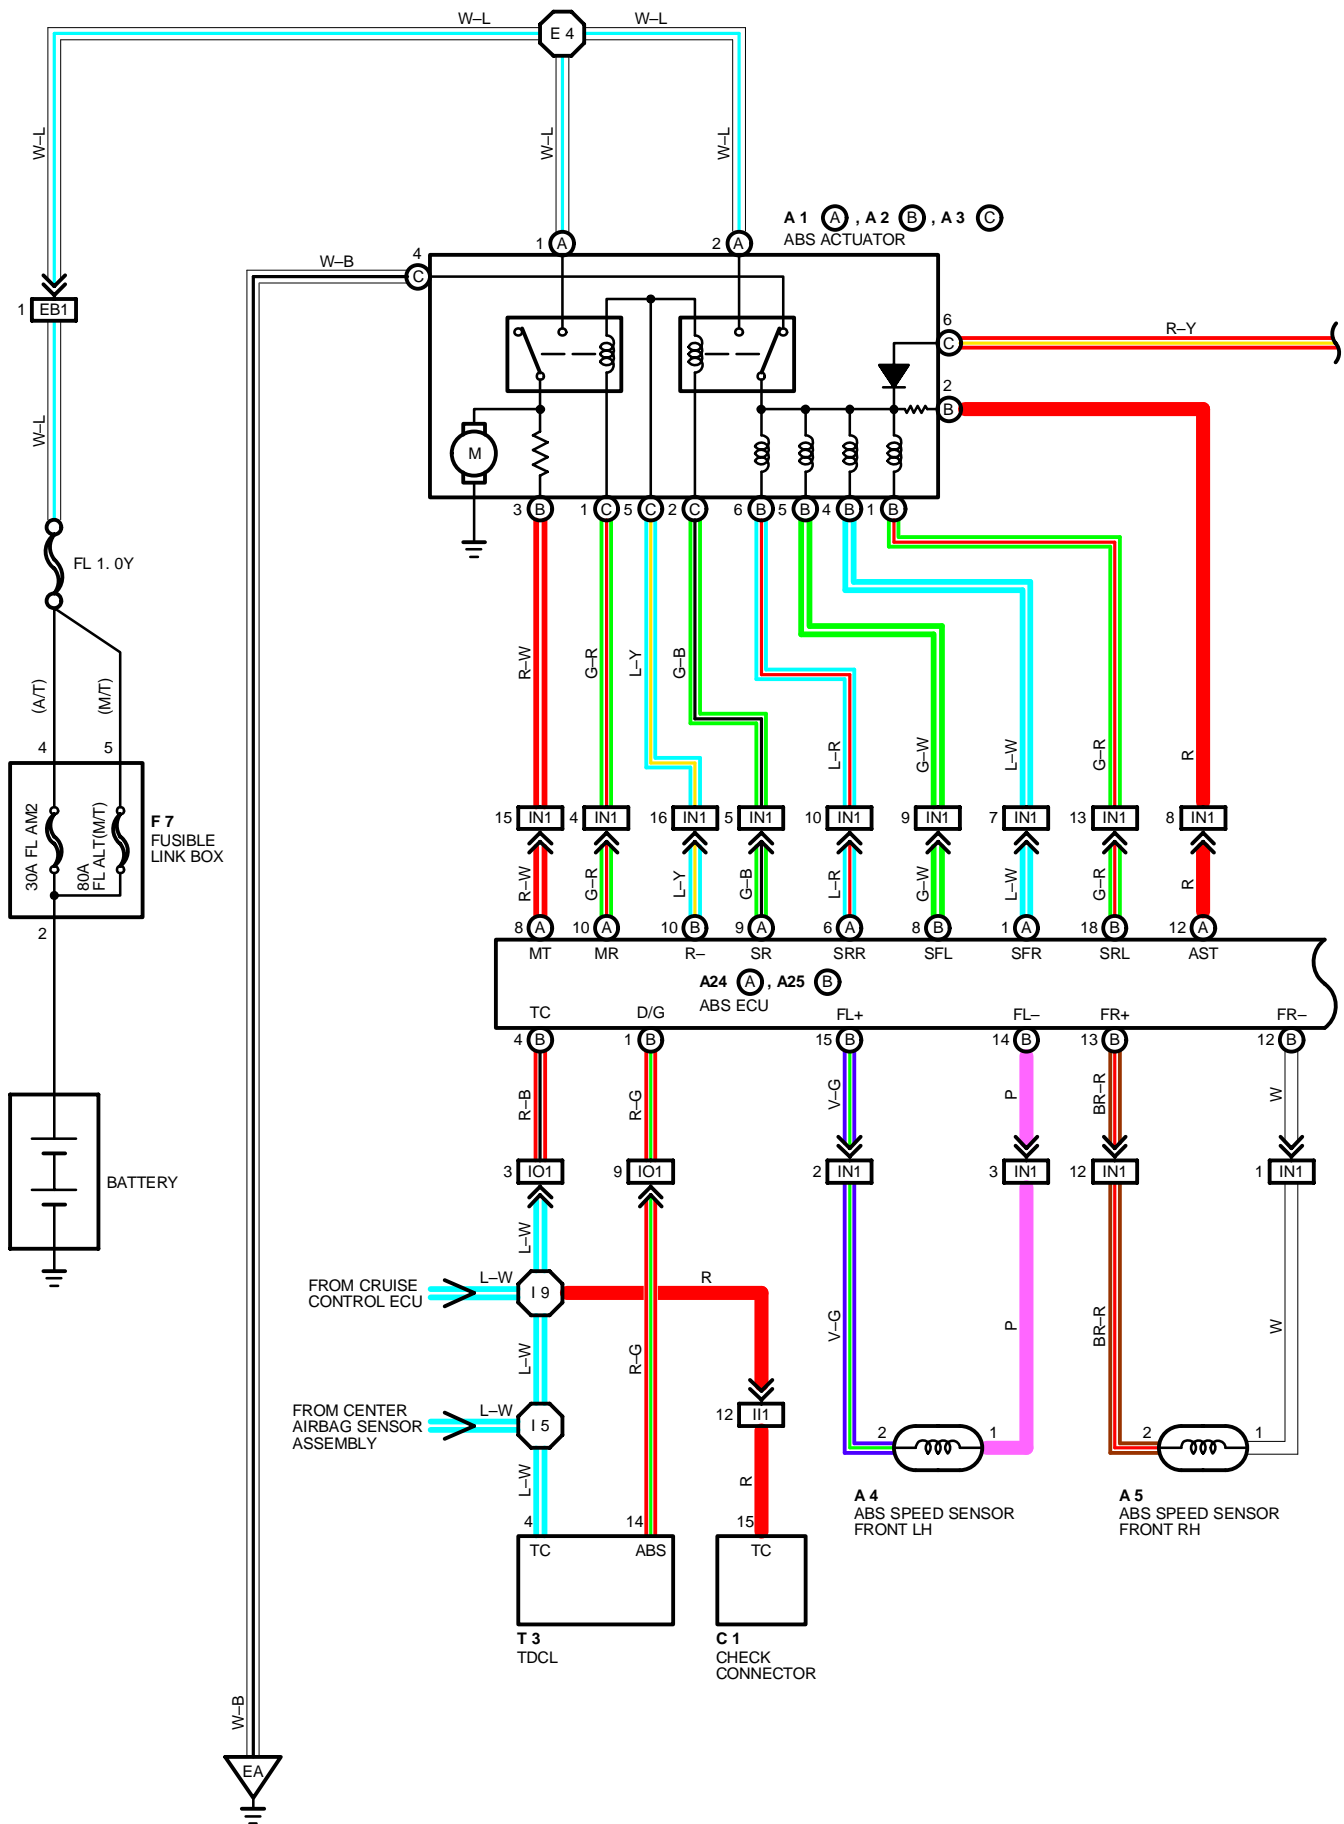 W–L
W–L
E 4
W–L
W–L
W–L
A 1 A , A 2 B , A 3 C
ABS ACTUATOR
1 A
2 A
4
C
W–B
1 EB1
6
C
R–Y
2
B
W–L
M
3 B
1 C
5 C
2 C
6 B
5 B
4 B
1 B
FL 1. 0Y
R–W
G–R
L–Y
G–B
(A/T)
(M/T)
L–R
G–W
L–W
G–R
R
4
5
30A FL AM2
80A
FL ALT(M/T)
F 7
FUSIBLE
LINK BOX
15 IN1
4 IN1
16 IN1
5 IN1
10 IN1
9 IN1
7 IN1
13 IN1
8 IN1
R–W
G–R
L–Y
G–B
L–R
G–W
L–W
G–R
R
2
8 A
10 A
10 B
9 A
6 A
8 B
1 A
18 B
12 A
MT
MR
R–
SR
SRR
SFL
SFR
SRL
AST
A24 A , A25 B
ABS ECU
TC
D/G
FL+
FL–
FR+
FR–
4 B
1 B
15 B
14 B
13 B
12 B
R–B
R–G
V–G
P
BR–R
W
3 IO1
9 IO1
2 IN1
3 IN1
12 IN1
1 IN1
BATTERY
L–W
FROM CRUISE
CONTROL ECU
L–W
I 9
R
L–W
R–G
V–G
P
BR–R
W
FROM CENTER
AIRBAG SENSOR
ASSEMBLY
L–W
I 5
12 II1
2
1
2
1
L–W
R
A 4
ABS SPEED SENSOR
FRONT LH
A 5
ABS SPEED SENSOR
FRONT RH
4
14
15
TC
ABS
TC
T 3
TDCL
C 1
CHECK
CONNECTOR
W–B
EA